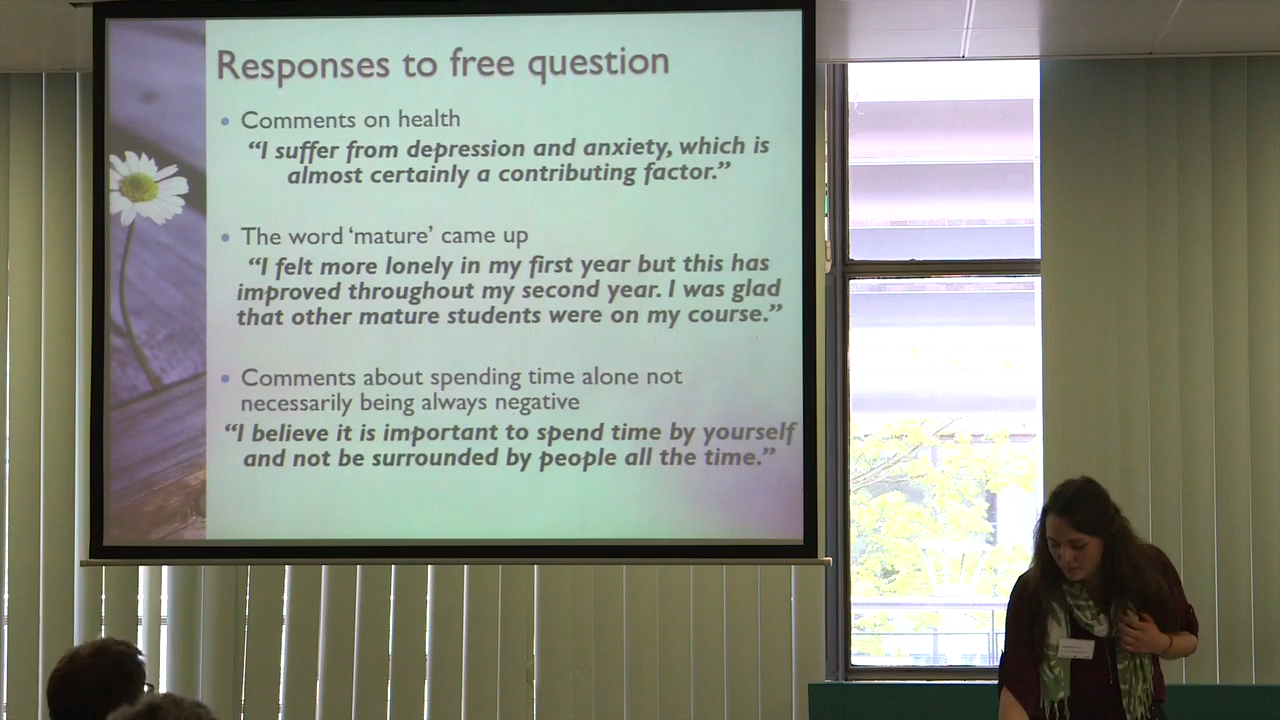 Responses to free question
• Comments on health
“I suffer from depression and anxiety, which is
almost certainly a contributing factor.”
• The word ‘mature’ came up
“I felt more lonely in my first year but this has
improved throughout my second year. I was glad
that other mature students were on my course.”
• Comments about spending time alone not
necessarily being always negative
“I believe it is important to spend time by yourself
and not be surrounded by people all the time.”